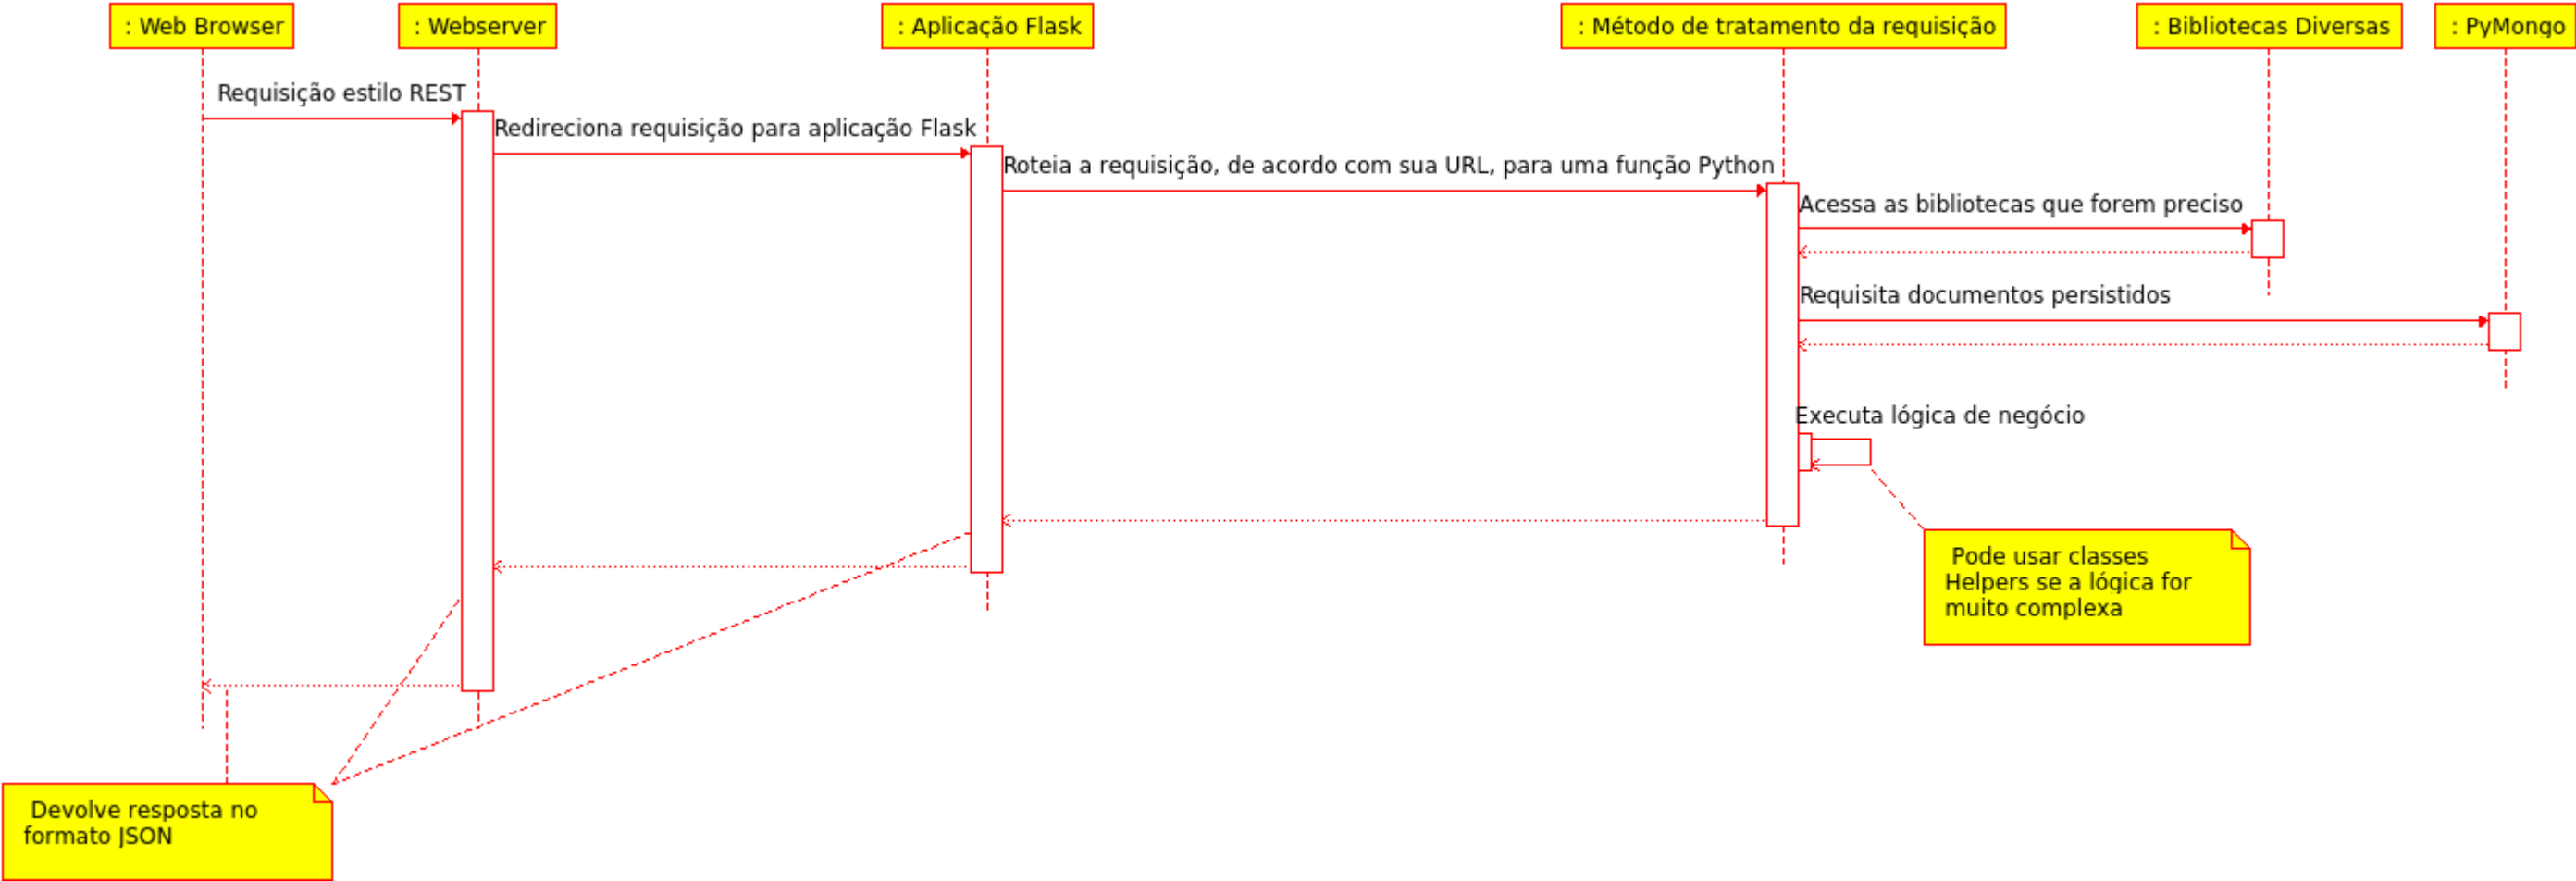 : Web Browser
: Webserver
: Aplicação Flask
: Método de tratamento da requisição
: Bibliotecas Diversas
: PyMongo
Requisição estilo REST
Redireciona requisição para aplicação Flask
Roteia a requisição, de acordo com sua URL, para uma função Python
Acessa as bibliotecas que forem preciso
Requisita documentos persistidos
Executa lógica de negócio
Pode usar classes
Helpers se a lógica for
muito complexa
Devolve resposta no
formato JSON